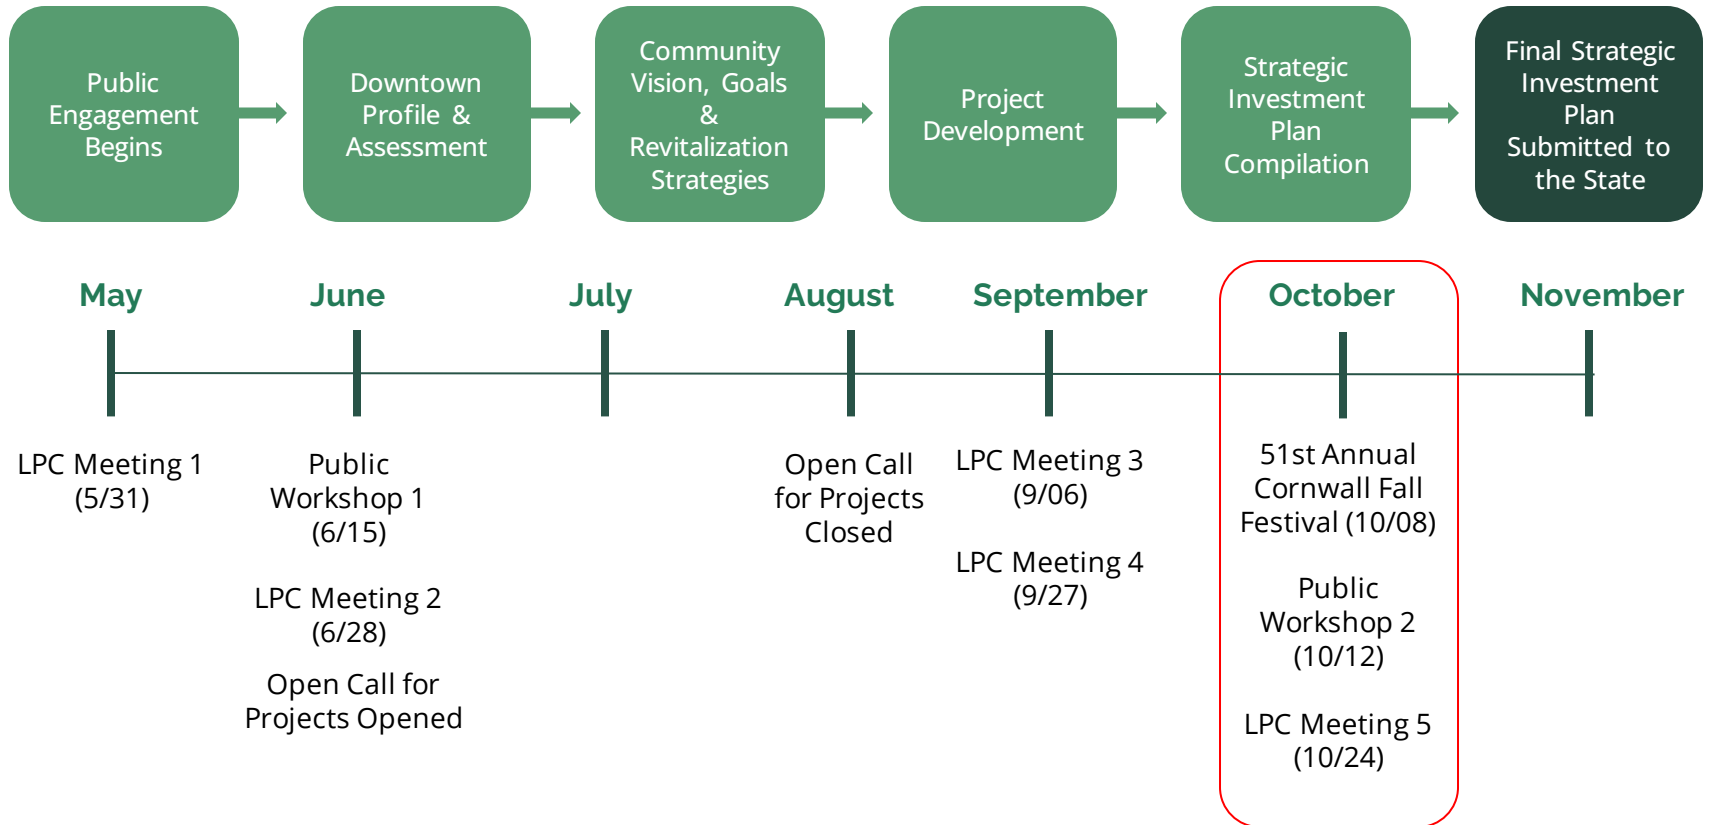 Public
Engagement
Begins
Downtown
Profile &
Assessment
Community
Vision, Goals
&
Revitalization
Strategies
Project
Development
Strategic
Investment
Plan
Compilation
Final Strategic
Investment
Plan
Submitted to
the State
May
June
July
August
September
October
November
LPC Meeting 1
(5/31)
Public
Workshop 1
(6/15)
LPC Meeting 2
(6/28)
Open Call for
Projects Opened
Open Call
for Projects
Closed
LPC Meeting 3
(9/06)
LPC Meeting 4
(9/27)
51st Annual
Cornwall Fall
Festival (10/08)
Public
Workshop 2
(10/12)
LPC Meeting 5
(10/24)